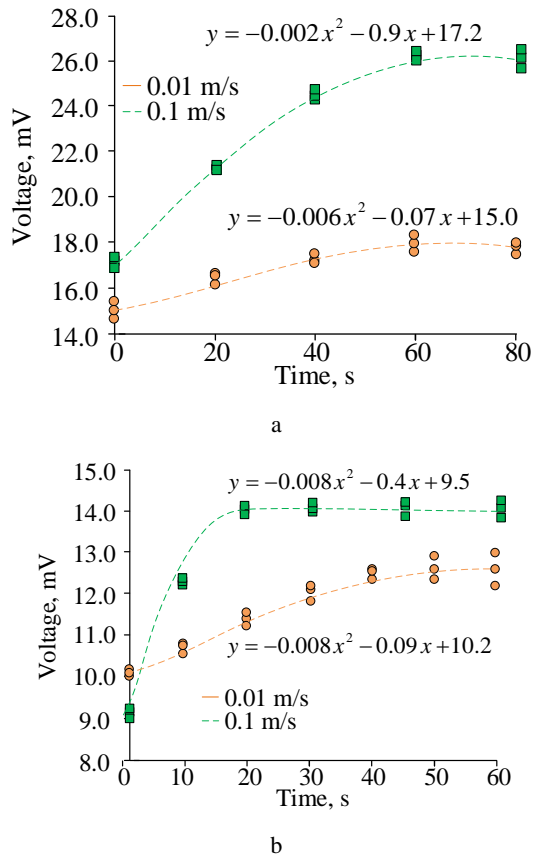 y = −0.002x² − 0.9x + 17.2
28.0
26.0
24.0
22.0
20.0
18.0
16.0
14.0
Voltage, mV
0.01 m/s
0.1 m/s
y = −0.006x² − 0.07x + 15.0
0 20 40 60 80
Time, s
a
15.0
14.0
13.0
12.0
11.0
10.0
9.0
8.0
Voltage, mV
y = −0.008x² − 0.4x + 9.5
y = −0.008x² − 0.09x + 10.2
0.01 m/s
0.1 m/s
0 10 20 30 40 50 60
Time, s
b